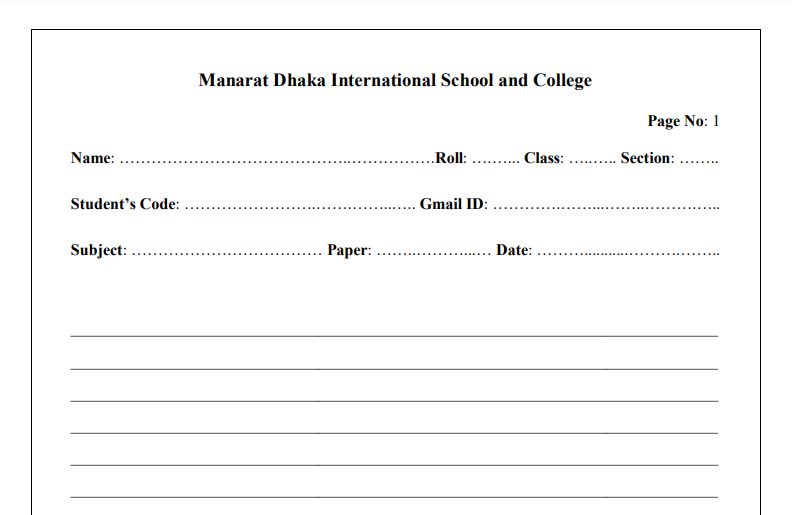 Manarat Dhaka International School and College
Page No: 1
Name: …………………………………….…………….Roll: ……... Class: …..….. Section: ……..
Student’s Code: …………………….…………..….. Gmail ID: ………….……..…….……….…..
Subject: ……………………………… Paper: …….………...… Date: ………..........……….……..